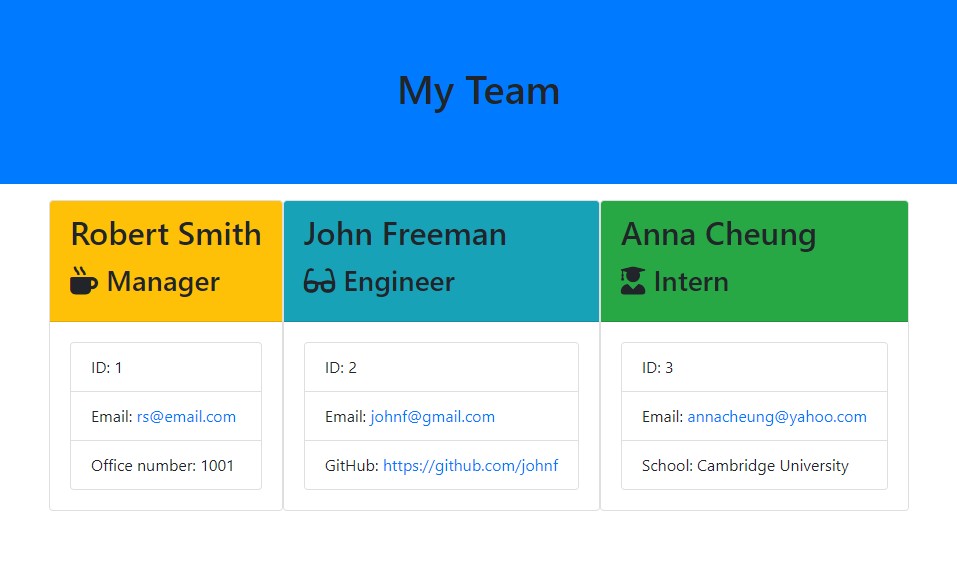 My Team
Robert Smith
Manager
ID: 1
Email: rs@email.com
Office number: 1001
John Freeman
Engineer
ID: 2
Email: johnf@gmail.com
GitHub: https://github.com/johnf
Anna Cheung
Intern
ID: 3
Email: annacheung@yahoo.com
School: Cambridge University